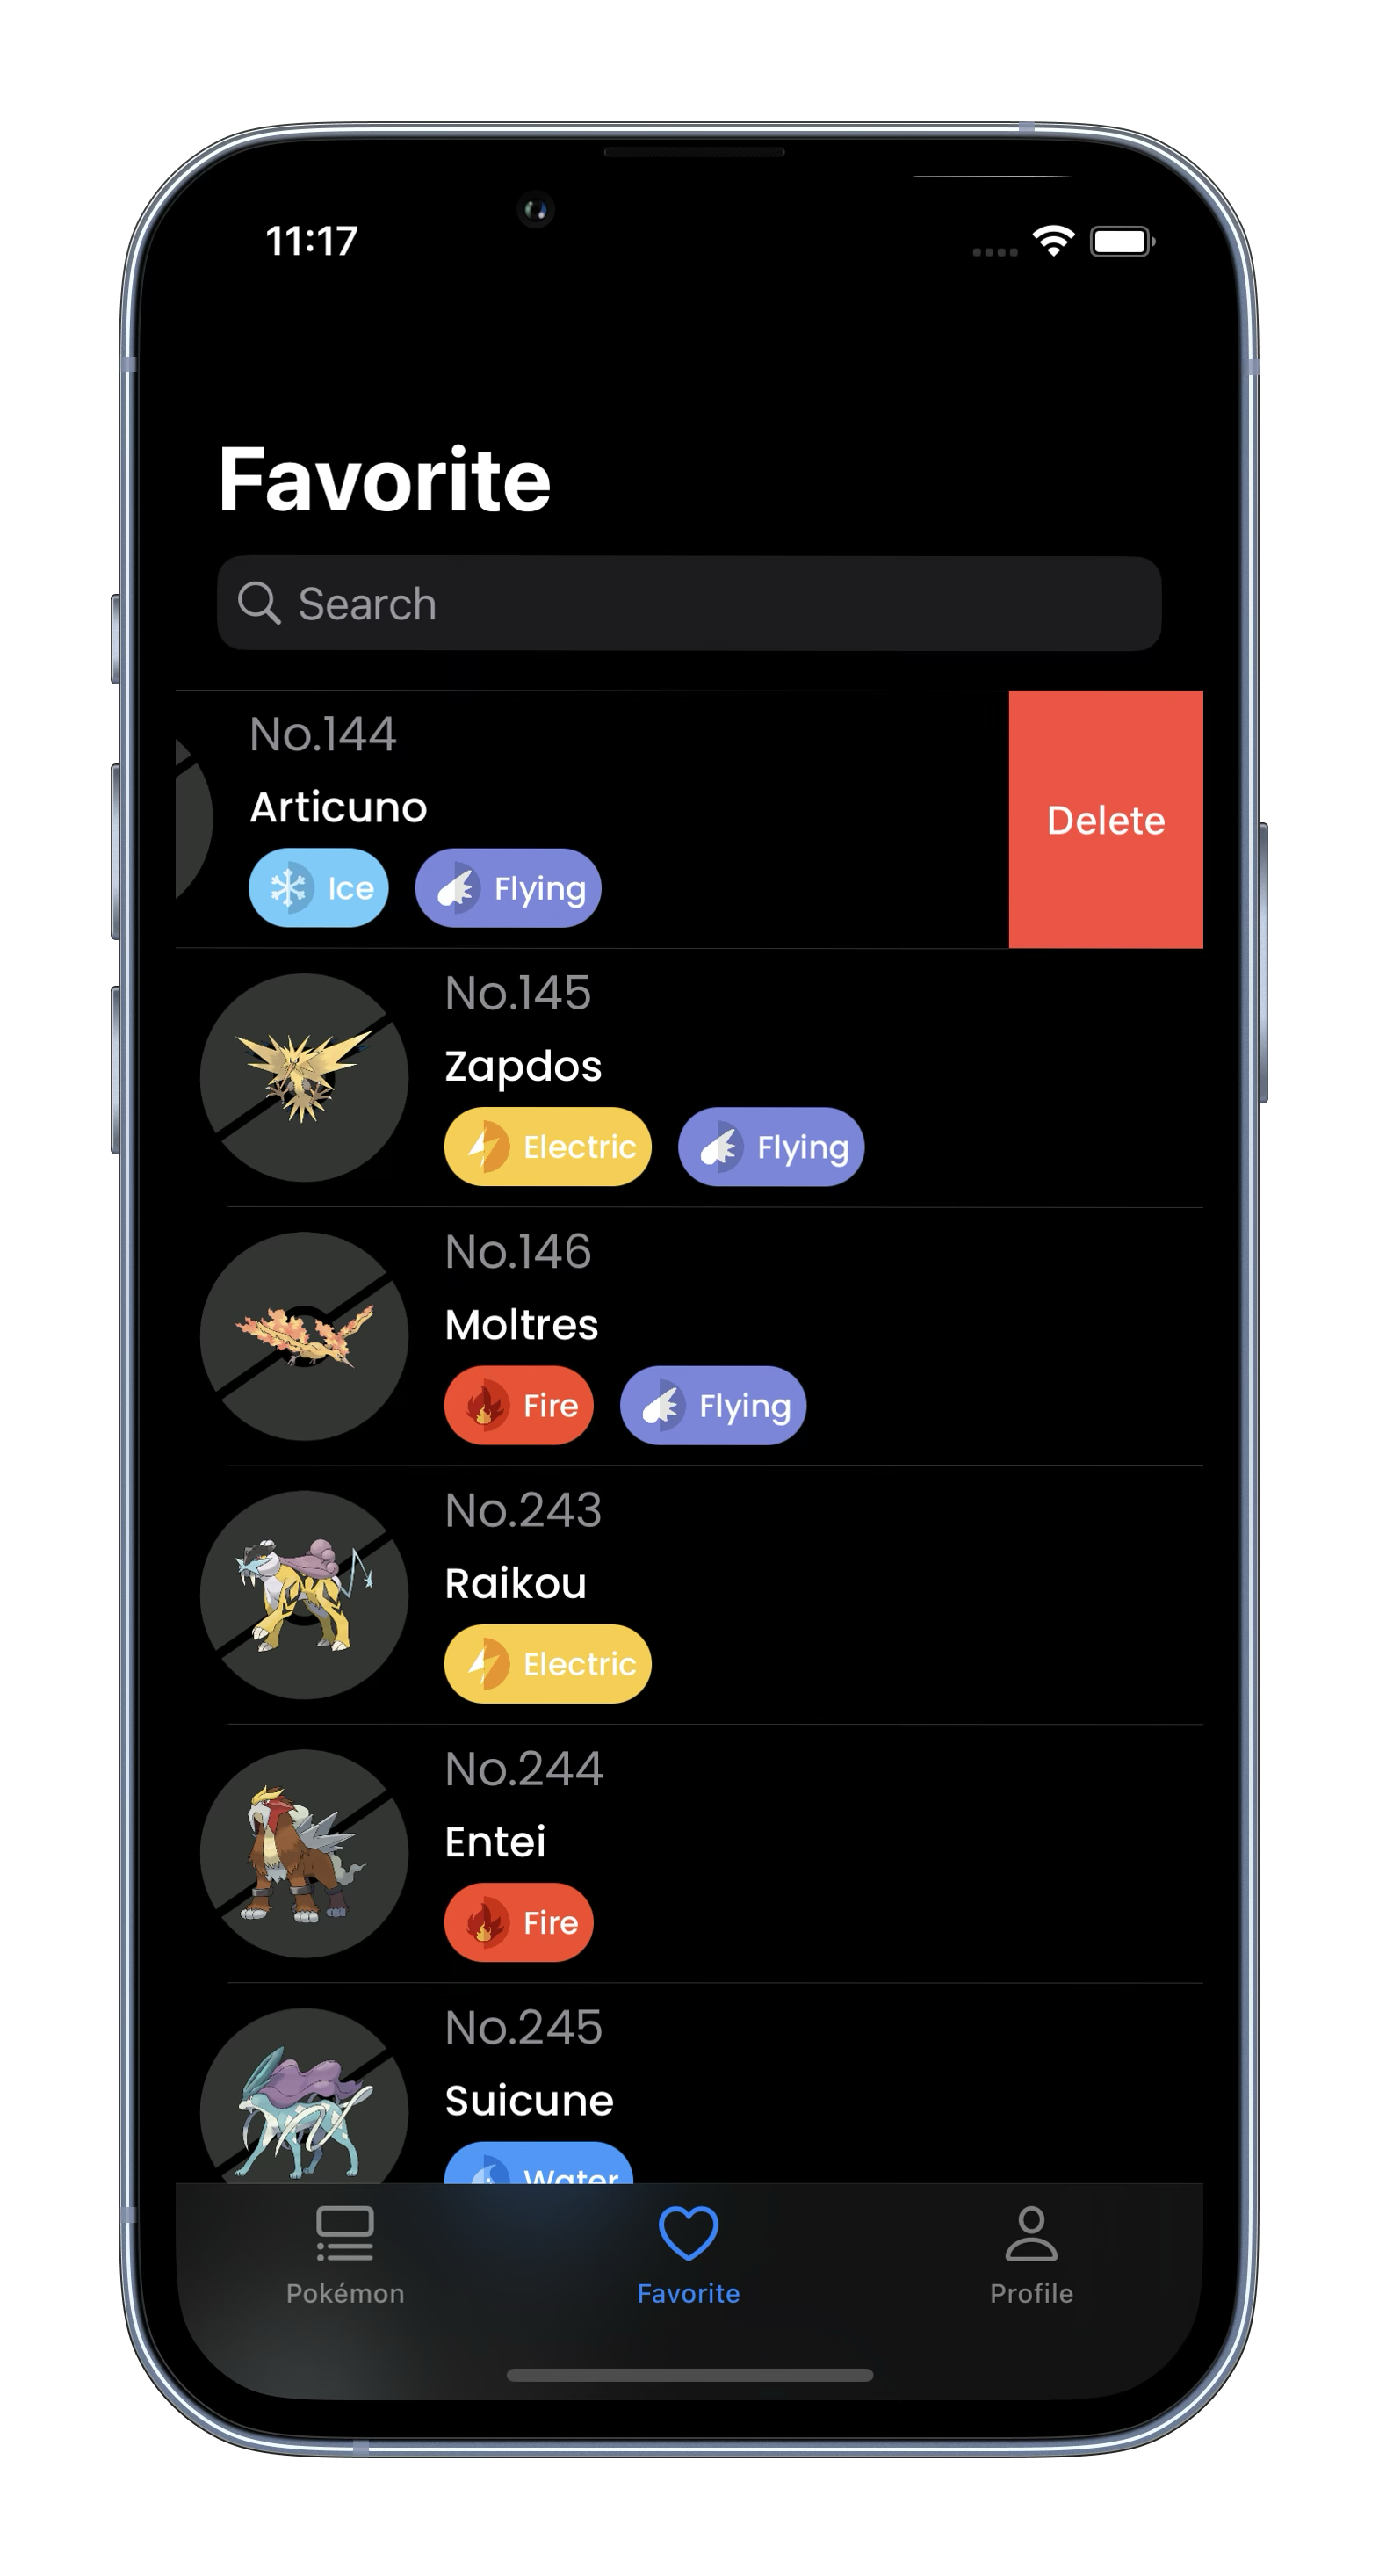 11:17
Favorite
Search
No.144
Articuno
Ice Flying
Delete
No.145
Zapdos
Electric Flying
No.146
Moltres
Fire Flying
No.243
Raikou
Electric
No.244
Entei
Fire
No.245
Suicune
Water
Pokémon Favorite Profile